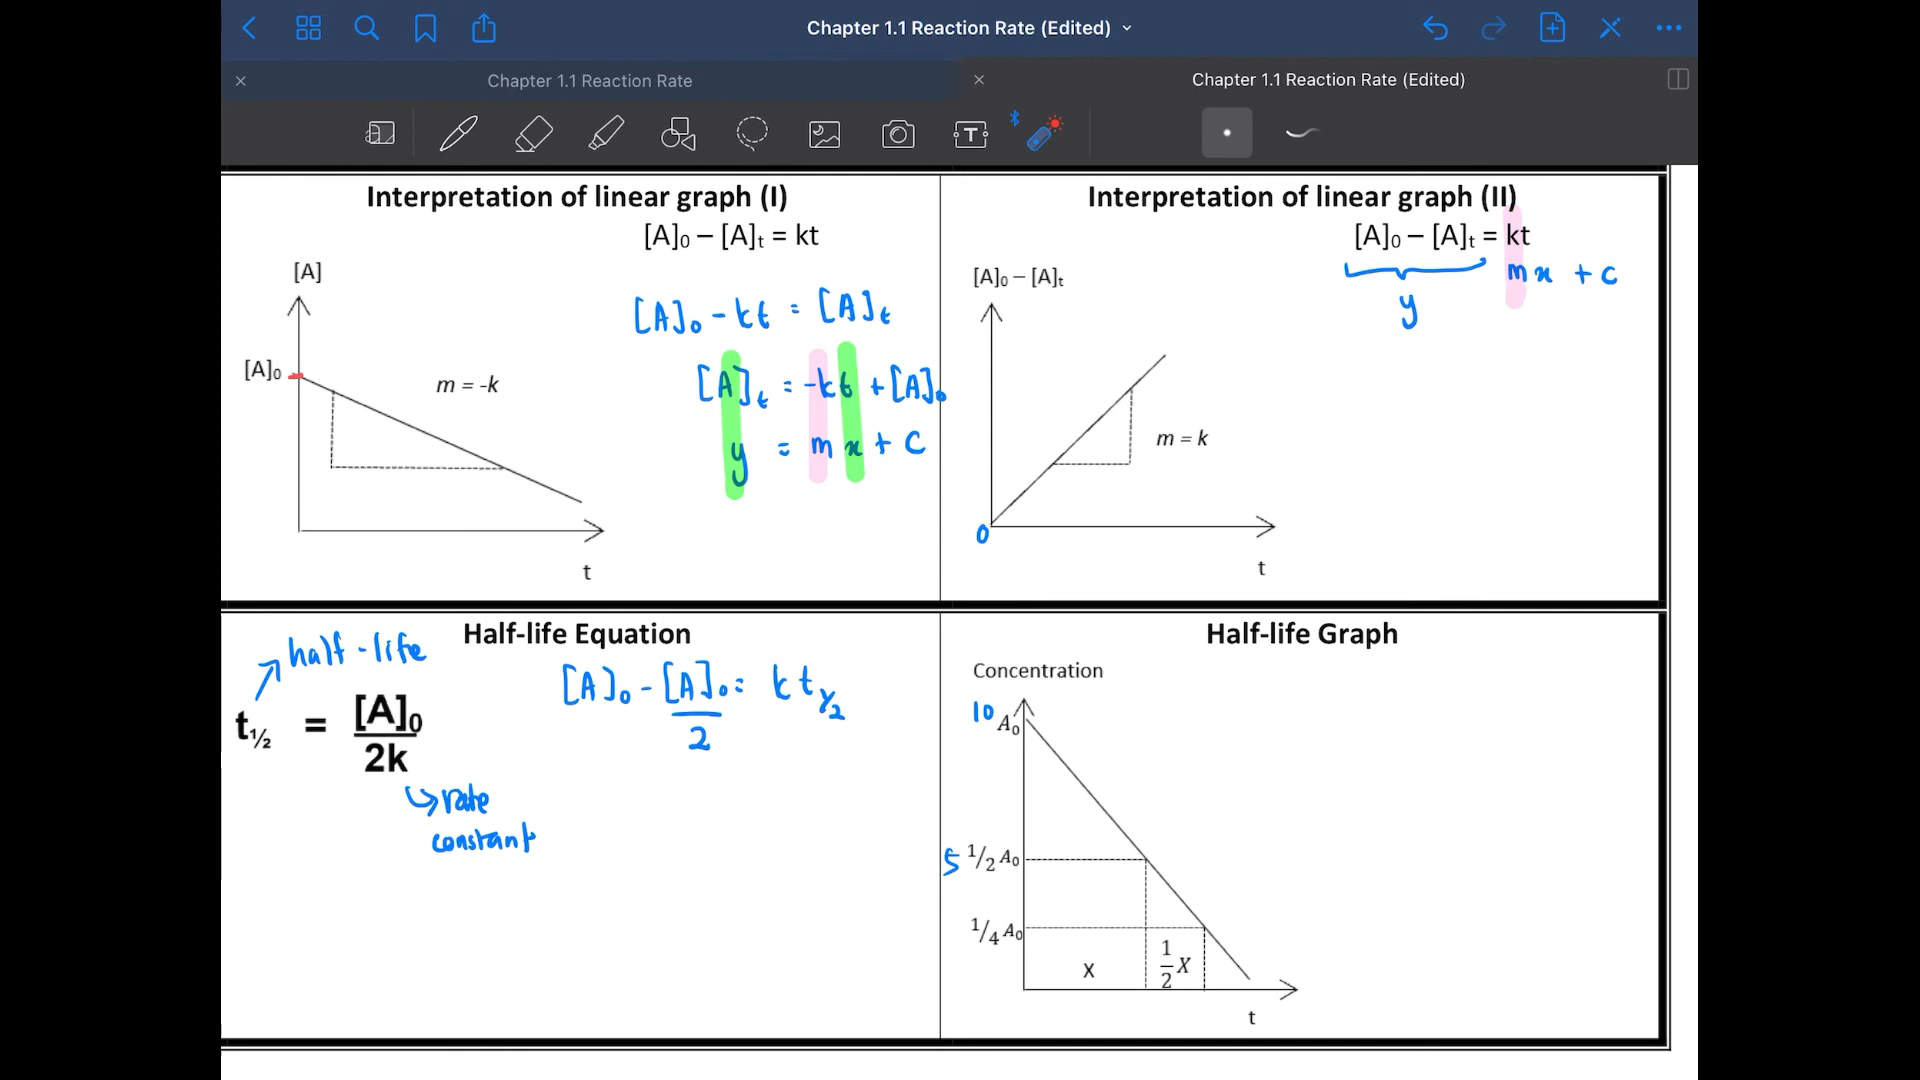 Chapter 1.1 Reaction Rate (Edited)
Chapter 1.1 Reaction Rate
Chapter 1.1 Reaction Rate (Edited)
Interpretation of linear graph (I)
[A]₀ – [A]ₜ = kt
[A]
[A]₀ - kt = [A]ₜ
[A]₀
m = -k
[A]ₜ = -kt + [A]₀
y = mx + c
t
Interpretation of linear graph (II)
[A]₀ – [A]ₜ = kt
mx + c
y
[A]₀ – [A]ₜ
m = k
0
t
Half-life Equation
half-life
[A]₀ - [A]₀/2 = kt½
t½ = [A]₀/2k
rate
constant
Half-life Graph
Concentration
10 A₀
5 1/2 A₀
1/4 A₀
X
1/2 X
t